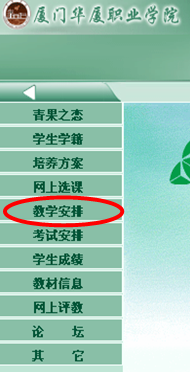 厦门华厦职业学院
青果之恋
学生学籍
培养方案
网上选课
教学安排
考试安排
学生成绩
教材信息
网上评教
论 坛
其 它